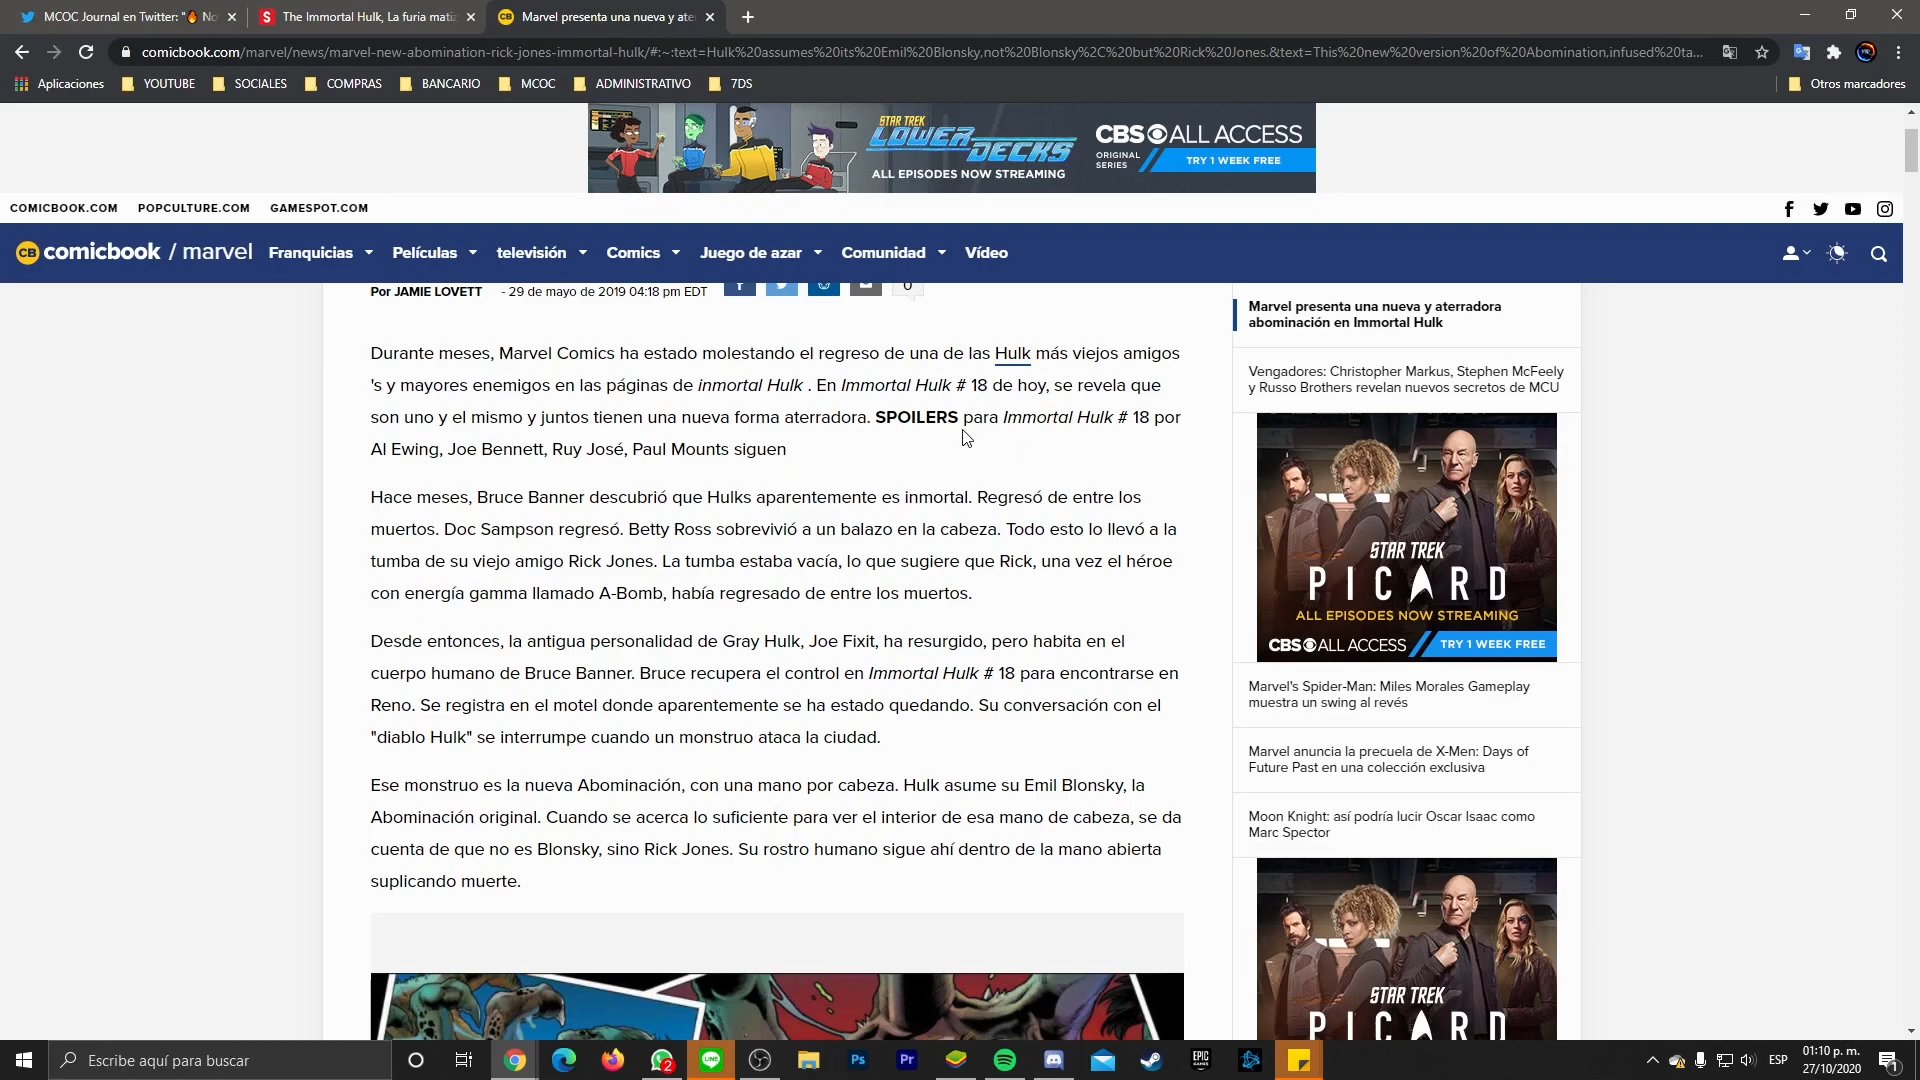 MCOC Journal en Twitter: "🔥 No
The Immortal Hulk, La furia matiz
Marvel presenta una nueva y ate
comicbook.com/marvel/news/marvel-new-abomination-rick-jones-immortal-hulk/#:~:text=Hulk%20assumes%20its%20Emil%20Blonsky,not%20Blonsky%2C%20but%20Rick%20Jones.&text=This%20new%20version%20of%20Abomination,infused%20ta...
Aplicaciones YOUTUBE SOCIALES COMPRAS BANCARIO MCOC ADMINISTRATIVO 7DS Otros marcadores
STAR TREK
LOWER DECKS
ALL EPISODES NOW STREAMING
CBS ALL ACCESS
ORIGINAL SERIES
TRY 1 WEEK FREE
COMICBOOK.COM POPCULTURE.COM GAMESPOT.COM
CB comicbook / marvel Franquicias Películas televisión Comics Juego de azar Comunidad Vídeo
Por JAMIE LOVETT - 29 de mayo de 2019 04:18 pm EDT 0
Durante meses, Marvel Comics ha estado molestando el regreso de una de las Hulk más viejos amigos
's y mayores enemigos en las páginas de inmortal Hulk . En Immortal Hulk # 18 de hoy, se revela que
son uno y el mismo y juntos tienen una nueva forma aterradora. SPOILERS para Immortal Hulk # 18 por
Al Ewing, Joe Bennett, Ruy José, Paul Mounts siguen
Hace meses, Bruce Banner descubrió que Hulks aparentemente es inmortal. Regresó de entre los
muertos. Doc Sampson regresó. Betty Ross sobrevivió a un balazo en la cabeza. Todo esto lo llevó a la
tumba de su viejo amigo Rick Jones. La tumba estaba vacía, lo que sugiere que Rick, una vez el héroe
con energía gamma llamado A-Bomb, había regresado de entre los muertos.
Desde entonces, la antigua personalidad de Gray Hulk, Joe Fixit, ha resurgido, pero habita en el
cuerpo humano de Bruce Banner. Bruce recupera el control en Immortal Hulk # 18 para encontrarse en
Reno. Se registra en el motel donde aparentemente se ha estado quedando. Su conversación con el
"diablo Hulk" se interrumpe cuando un monstruo ataca la ciudad.
Ese monstruo es la nueva Abominación, con una mano por cabeza. Hulk asume su Emil Blonsky, la
Abominación original. Cuando se acerca lo suficiente para ver el interior de esa mano de cabeza, se da
cuenta de que no es Blonsky, sino Rick Jones. Su rostro humano sigue ahí dentro de la mano abierta
suplicando muerte.
Marvel presenta una nueva y aterradora
abominación en Immortal Hulk
Vengadores: Christopher Markus, Stephen McFeely
y Russo Brothers revelan nuevos secretos de MCU
STAR TREK
PICARD
ALL EPISODES NOW STREAMING
CBS ALL ACCESS TRY 1 WEEK FREE
Marvel's Spider-Man: Miles Morales Gameplay
muestra un swing al revés
Marvel anuncia la precuela de X-Men: Days of
Future Past en una colección exclusiva
Moon Knight: así podría lucir Oscar Isaac como
Marc Spector
STAR TREK
PICARD
Escribe aquí para buscar
2
Ps
Pr
EPIC GAMES
ESP
01:10 p. m.
27/10/2020
1